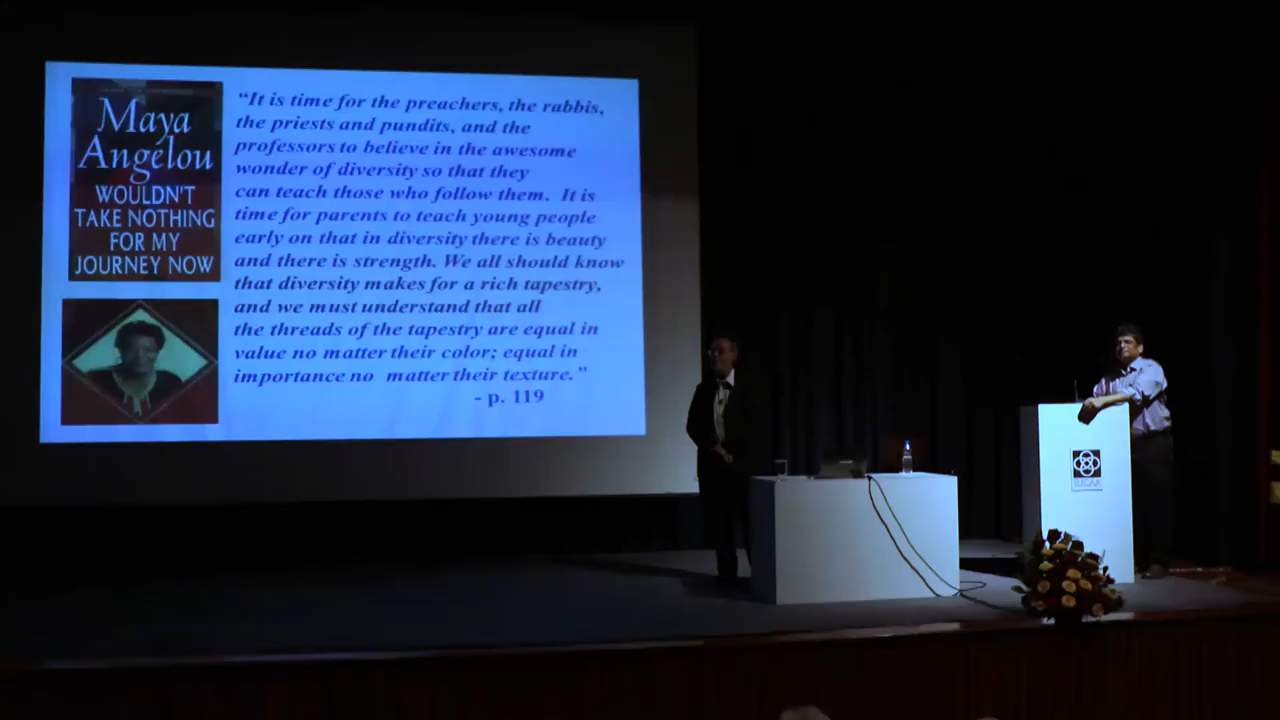 Maya
Angelou
WOULDN'T
TAKE NOTHING
FOR MY
JOURNEY NOW
"It is time for the preachers, the rabbis,
the priests and pundits, and the
professors to believe in the awesome
wonder of diversity so that they
can teach those who follow them. It is
time for parents to teach young people
early on that in diversity there is beauty
and there is strength. We all should know
that diversity makes for a rich tapestry,
and we must understand that all
the threads of the tapestry are equal in
value no matter their color; equal in
importance no matter their texture."
- p. 119
IUCAA